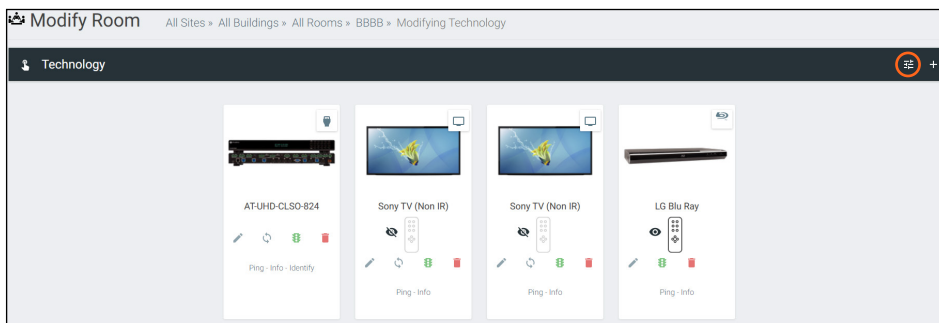 Modify Room All Sites » All Buildings » All Rooms » BBBB » Modifying Technology
Technology
AT-UHD-CLSO-824 Sony TV (Non IR) Sony TV (Non IR) LG Blu Ray
Ping - Info - Identify Ping - Info Ping - Info Ping - Info